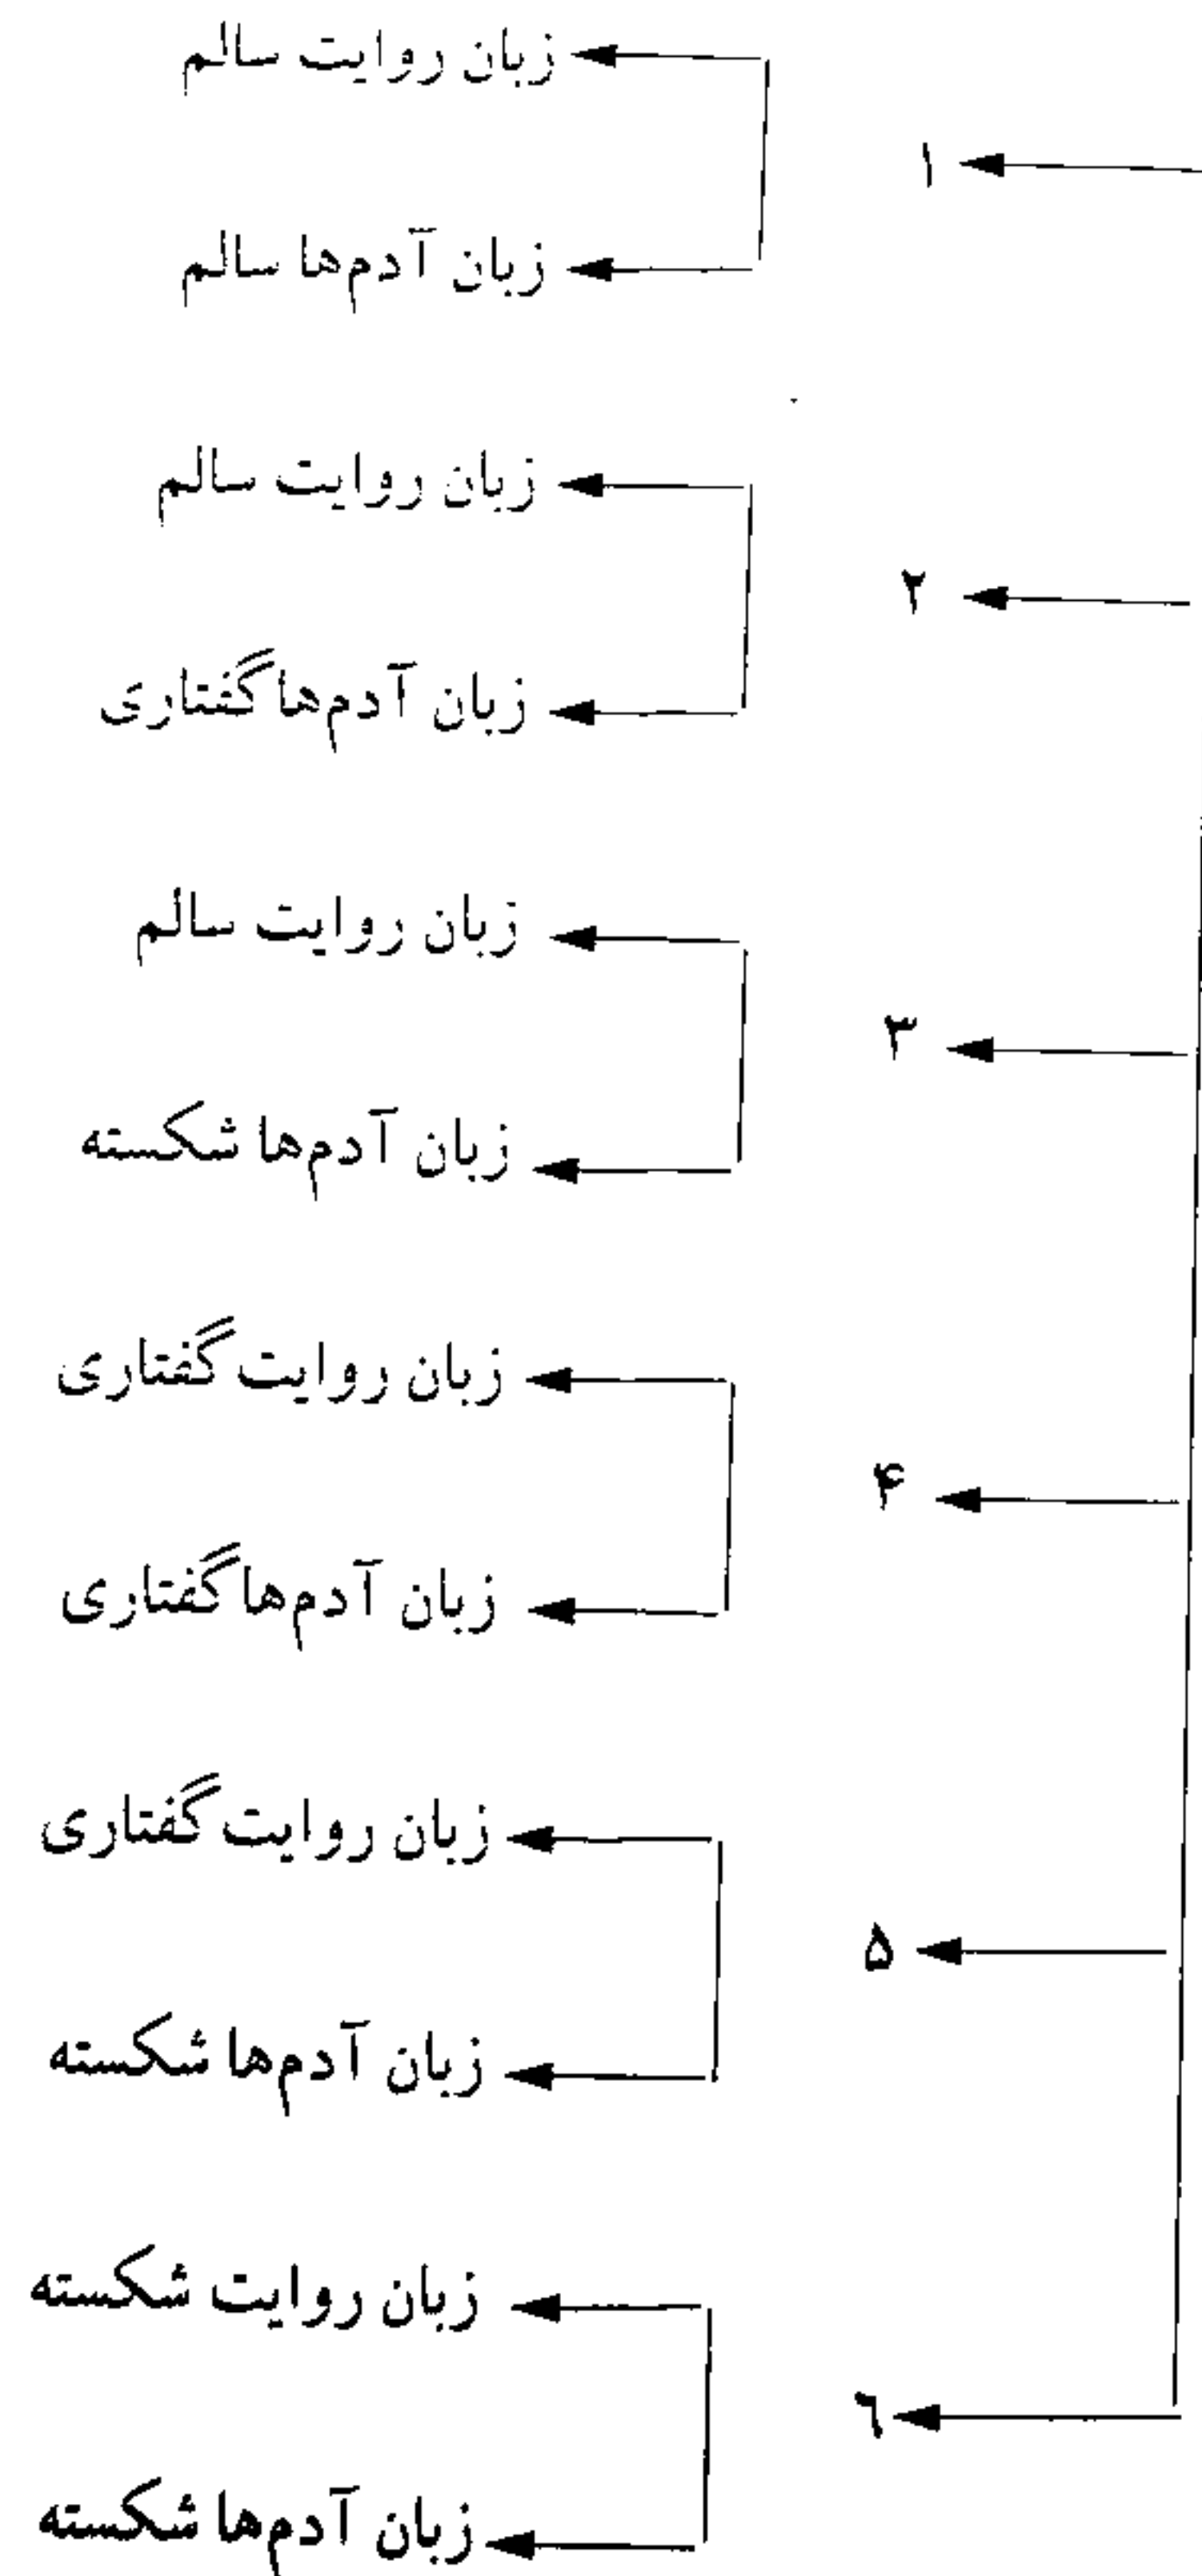 زبان روایت سالم
۱
زبان آدم‌ها سالم
زبان روایت سالم
۲
زبان آدم‌ها گفتاری
زبان روایت سالم
۳
زبان آدم‌ها شکسته
زبان روایت گفتاری
۴
زبان آدم‌ها گفتاری
زبان روایت گفتاری
۵
زبان آدم‌ها شکسته
زبان روایت شکسته
٦
زبان آدم‌ها شکسته